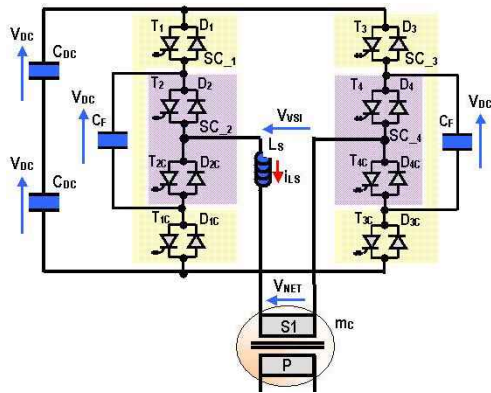 T1 D1 T3 D3
VDC
SC_1 SC_3
CDC
T2 D2 T4 D4
VDC VDC
VVSI
CF SC_2 SC_4 CF
LS
T2C D2C iLS T4C D4C
VDC
CDC
T1C D1C T3C D3C
VNET
mC
S1
P